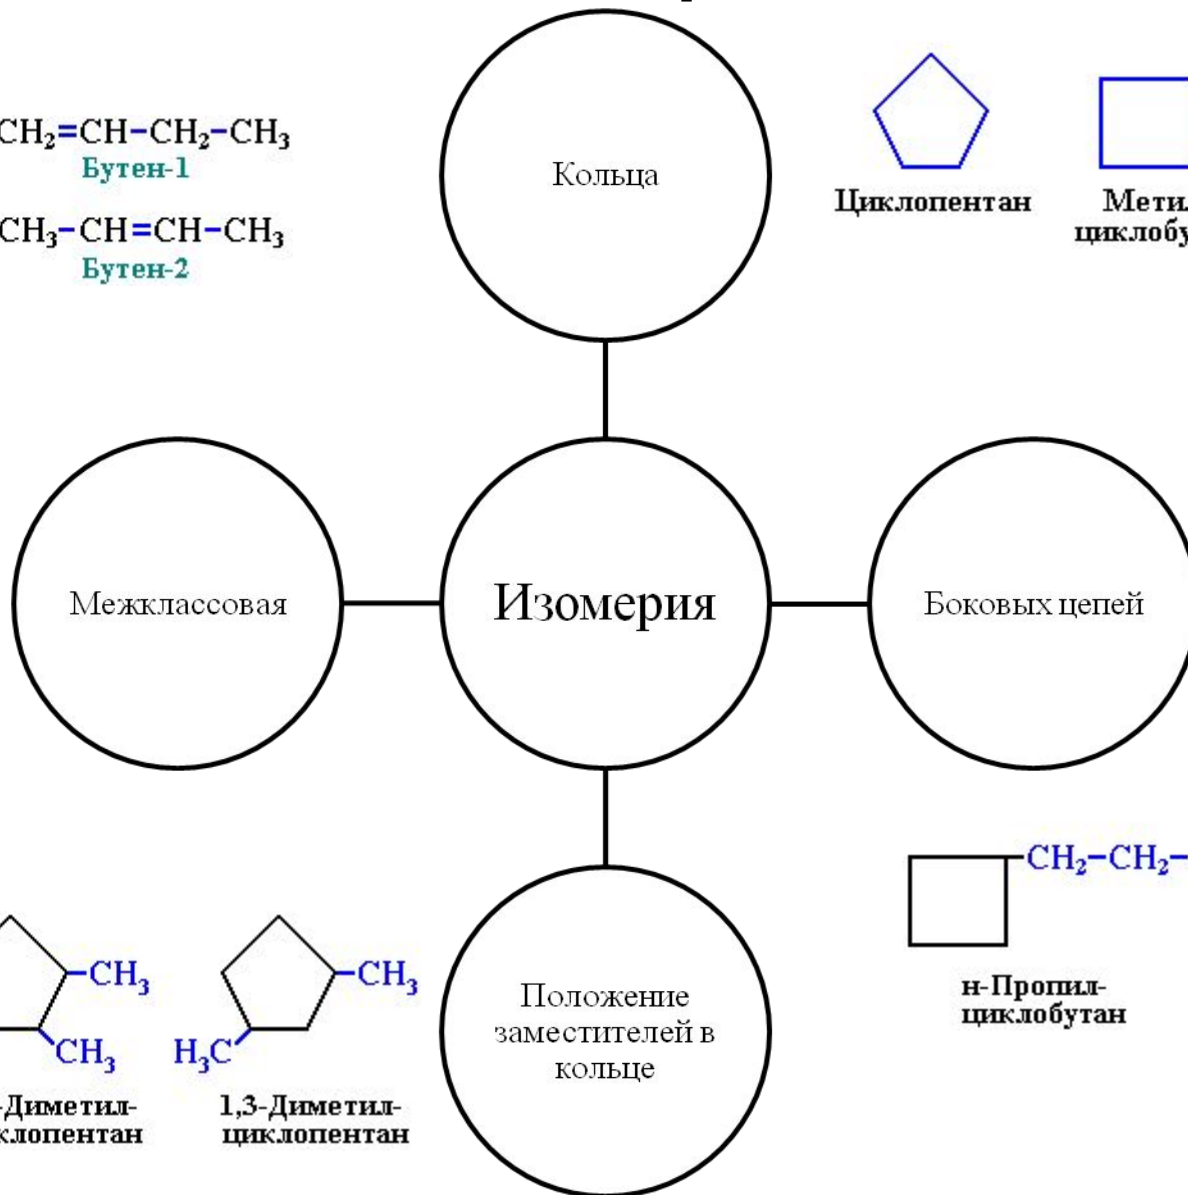 CH₂=CH–CH₂–CH₃
Бутен-1
CH₃–CH=CH–CH₃
Бутен-2
Кольца
Циклопентан
Межклассовая
Изомерия
Боковых цепей
CH₂–CH₂–
н-Пропил-
циклобутан
–CH₃
CH₃
–CH₃
H₃C
Положение
заместителей в
кольце
-Диметил-
1,3-Диметил-
циклопентан